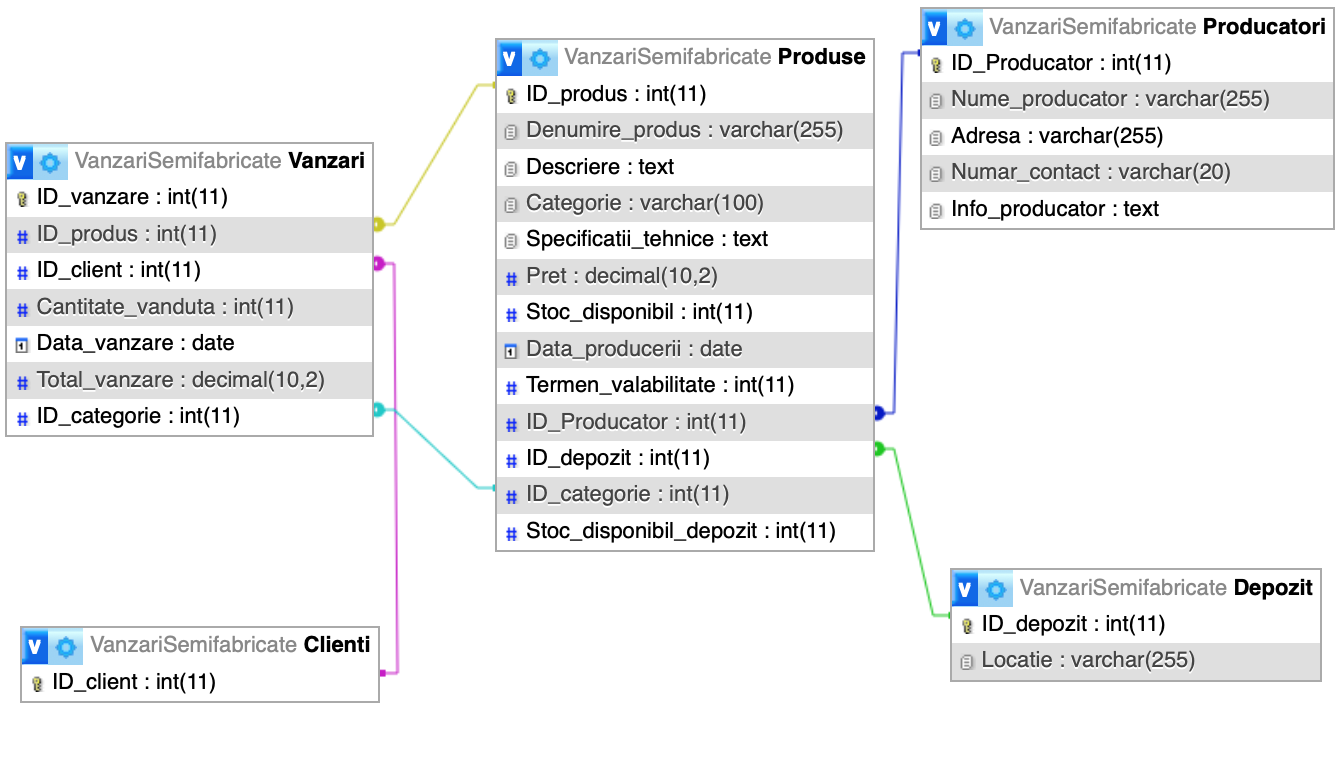 VanzariSemifabricate Vanzari
ID_vanzare : int(11)
ID_produs : int(11)
ID_client : int(11)
Cantitate_vanduta : int(11)
Data_vanzare : date
Total_vanzare : decimal(10,2)
ID_categorie : int(11)
VanzariSemifabricate Clienti
ID_client : int(11)
VanzariSemifabricate Produse
ID_produs : int(11)
Denumire_produs : varchar(255)
Descriere : text
Categorie : varchar(100)
Specificatii_tehnice : text
Pret : decimal(10,2)
Stoc_disponibil : int(11)
Data_producerii : date
Termen_valabilitate : int(11)
ID_Producator : int(11)
ID_depozit : int(11)
ID_categorie : int(11)
Stoc_disponibil_depozit : int(11)
VanzariSemifabricate Producatori
ID_Producator : int(11)
Nume_producator : varchar(255)
Adresa : varchar(255)
Numar_contact : varchar(20)
Info_producator : text
VanzariSemifabricate Depozit
ID_depozit : int(11)
Locatie : varchar(255)